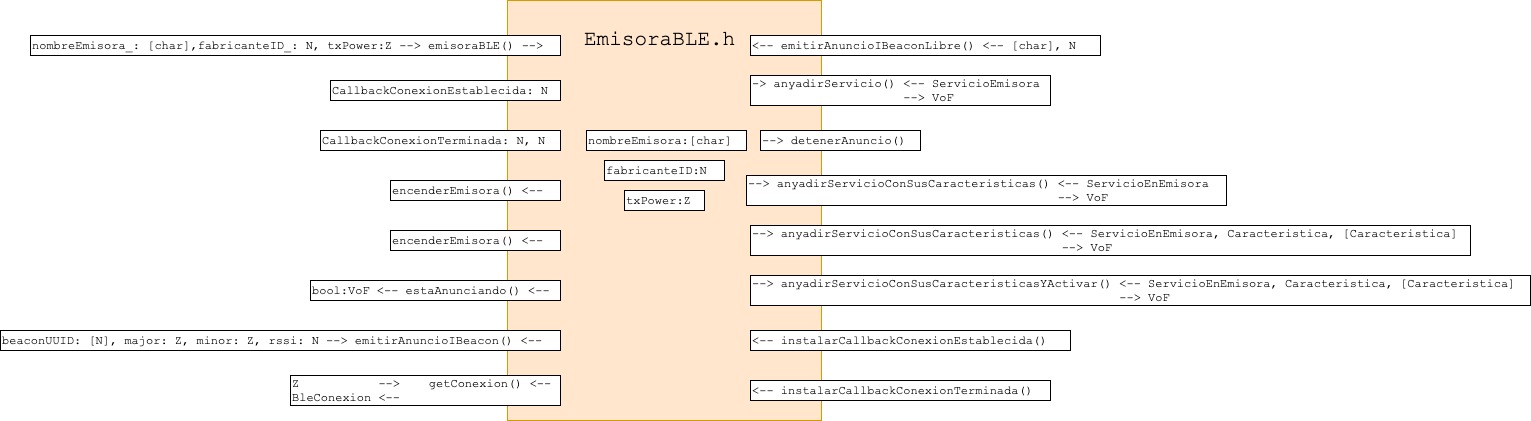 EmisoraBLE.h
nombreEmisora_: [char],fabricanteID_: N, txPower:Z --> emisoraBLE() -->
<-- emitirAnuncioIBeaconLibre() <-- [char], N
CallbackConexionEstablecida: N
-> anyadirServicio() <-- ServicioEmisora
--> VoF
CallbackConexionTerminada: N, N
nombreEmisora:[char]
--> detenerAnuncio()
fabricanteID:N
encenderEmisora() <--
txPower:Z
--> anyadirServicioConSusCaracteristicas() <-- ServicioEnEmisora
--> VoF
encenderEmisora() <--
--> anyadirServicioConSusCaracteristicas() <-- ServicioEnEmisora, Caracteristica, [Caracteristica]
--> VoF
bool:VoF <-- estaAnunciando() <--
--> anyadirServicioConSusCaracteristicasYActivar() <-- ServicioEnEmisora, Caracteristica, [Caracteristica]
--> VoF
beaconUUID: [N], major: Z, minor: Z, rssi: N --> emitirAnuncioIBeacon() <--
<-- instalarCallbackConexionEstablecida()
Z --> getConexion() <--
BleConexion <--
<-- instalarCallbackConexionTerminada()